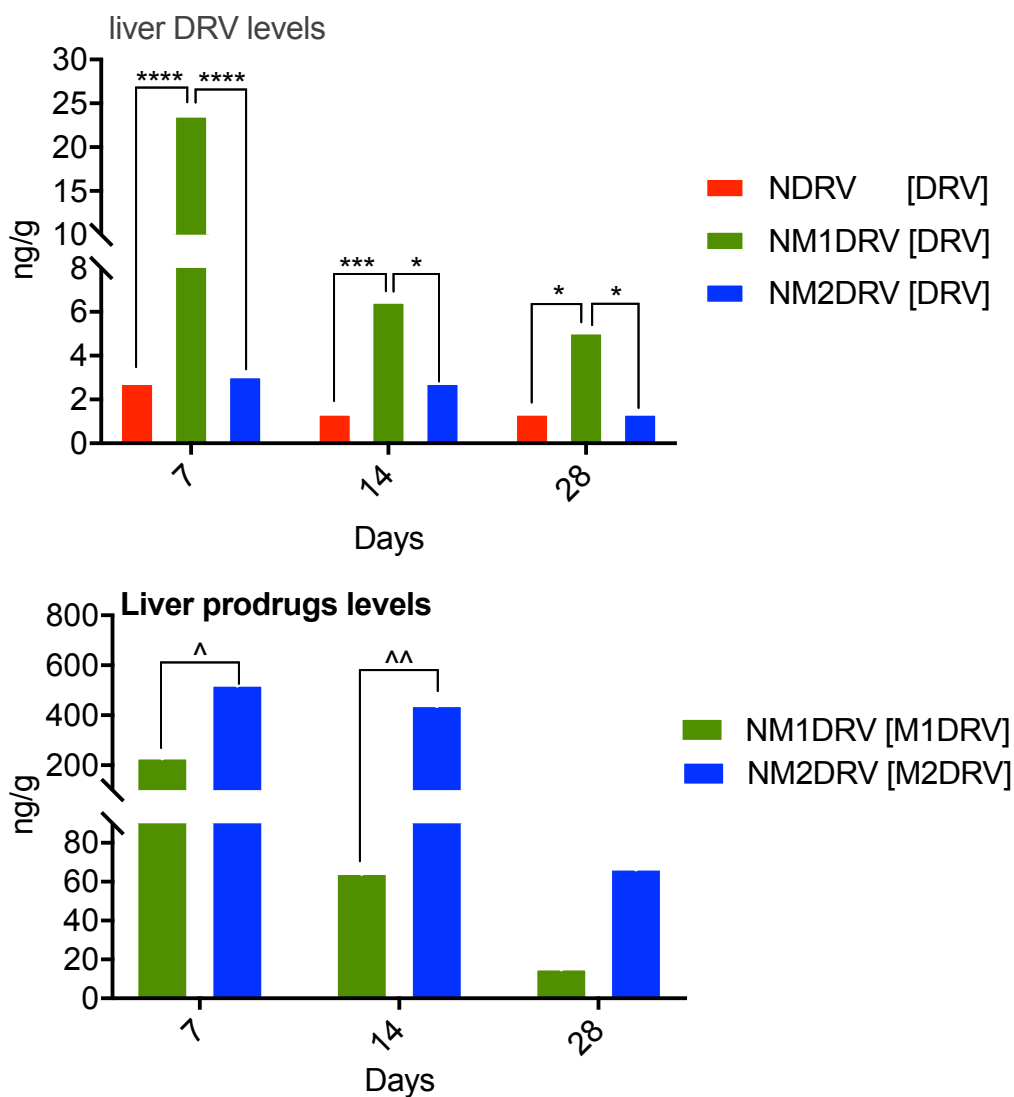 liver DRV levels
30
25
20
15
10
8
6
4
2
0
ng/g
**** ****
*** *
* *
7 14 28
Days
NDRV [DRV]
NM1DRV [DRV]
NM2DRV [DRV]
Liver prodrugs levels
800
600
400
200
80
60
40
20
0
ng/g
^
^^
7 14 28
Days
NM1DRV [M1DRV]
NM2DRV [M2DRV]